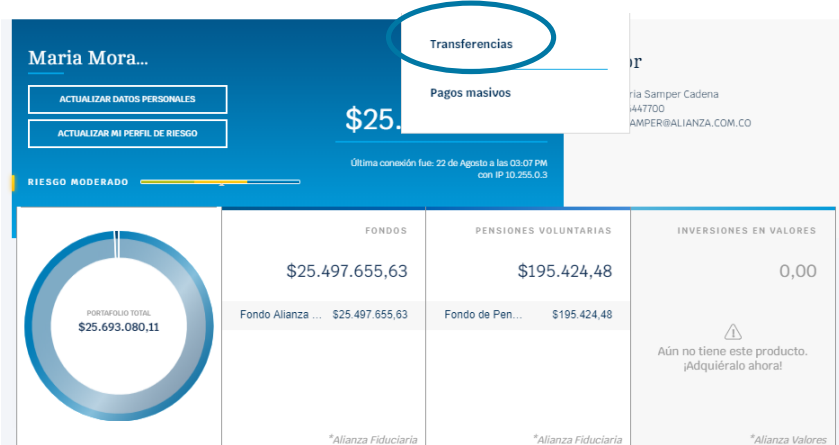 Transferencias
Pagos masivos
Maria Mora...
ACTUALIZAR DATOS PERSONALES
ACTUALIZAR MI PERFIL DE RIESGO
$25.
Última conexión fue: 22 de Agosto a las 03:07 PM
con IP 10.255.0.3
RIESGO MODERADO
or
ria Samper Cadena
447700
AMPER@ALIANZA.COM.CO
PORTAFOLIO TOTAL
$25.693.080,11
FONDOS
$25.497.655,63
Fondo Alianza ... $25.497.655,63
*Alianza Fiduciaria
PENSIONES VOLUNTARIAS
$195.424,48
Fondo de Pen... $195.424,48
*Alianza Fiduciaria
INVERSIONES EN VALORES
0,00
Aún no tiene este producto.
¡Adquiéralo ahora!
*Alianza Valores